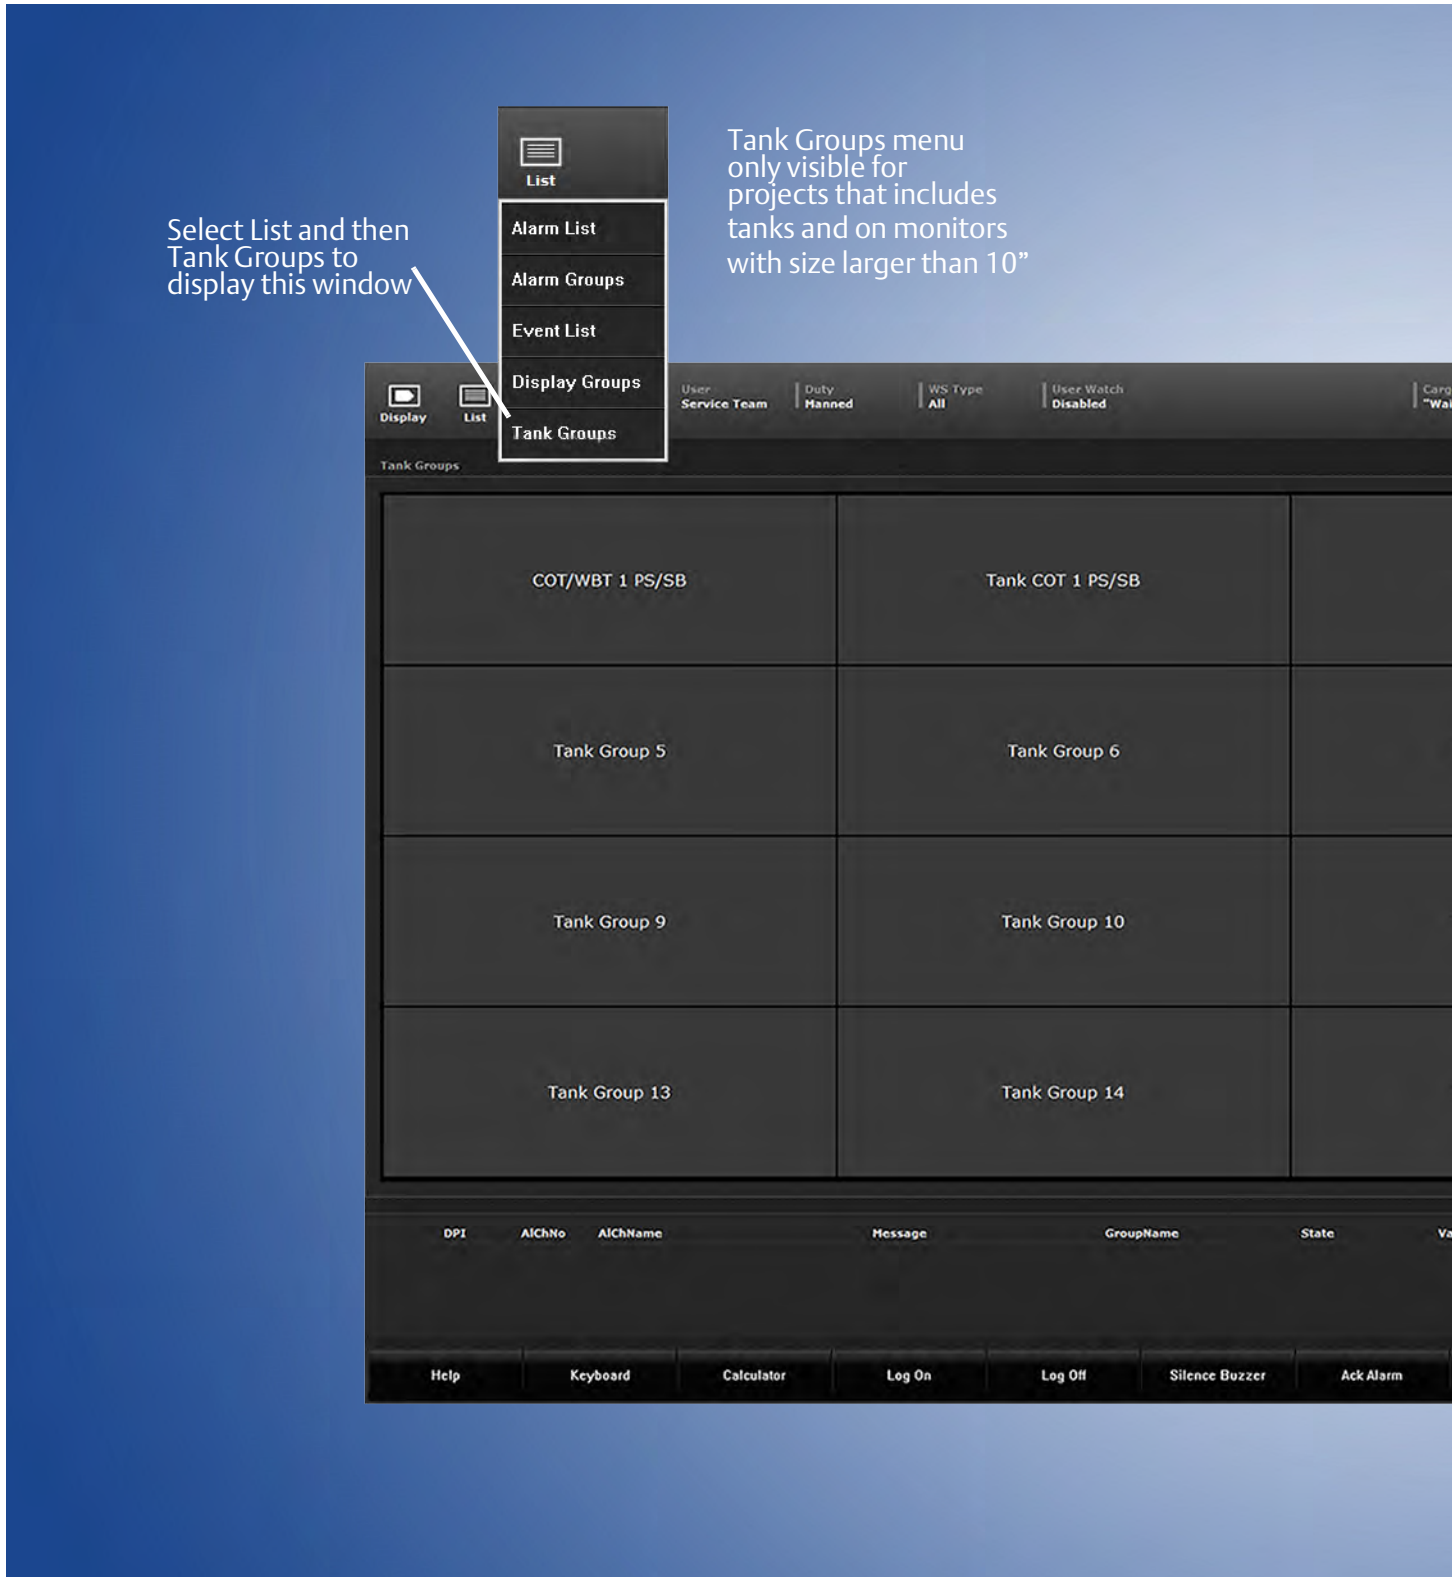 List
Tank Groups menu
only visible for
projects that includes
tanks and on monitors
with size larger than 10”
Select List and then
Tank Groups to
display this window
Alarm List
Alarm Groups
Event List
Display Groups
Tank Groups
Display
List
User
Service Team
Duty
Manned
WS Type
All
User Watch
Disabled
Tank Groups
COT/WBT 1 PS/SB
Tank COT 1 PS/SB
Tank Group 5
Tank Group 6
Tank Group 9
Tank Group 10
Tank Group 13
Tank Group 14
DPI AlChNo AlChName Message GroupName State
Help Keyboard Calculator Log On Log Off Silence Buzzer Ack Alarm